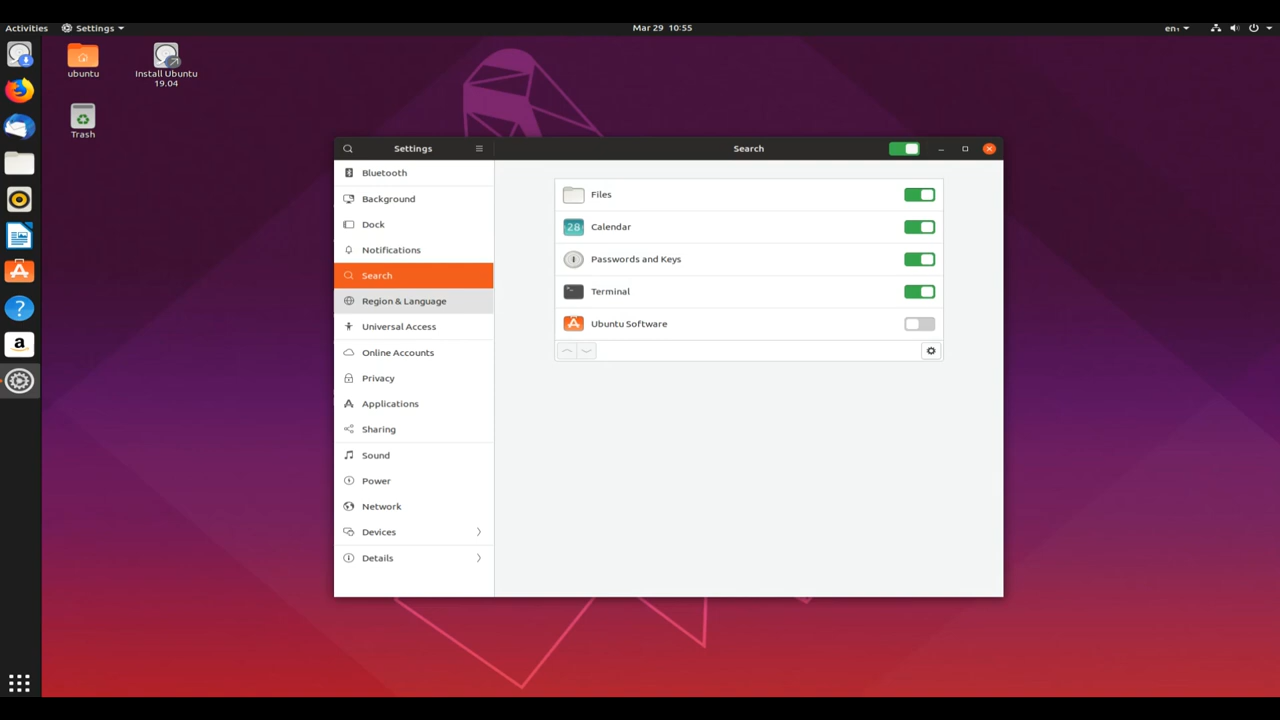 Activities
Settings
Mar 29 10:55
en₁
ubuntu
Install Ubuntu
19.04
Trash
Settings
Search
Bluetooth
Background
Dock
Notifications
Search
Region & Language
Universal Access
Online Accounts
Privacy
Applications
Sharing
Sound
Power
Network
Devices
Details
Files
28
Calendar
Passwords and Keys
>_
Terminal
Ubuntu Software
?
a